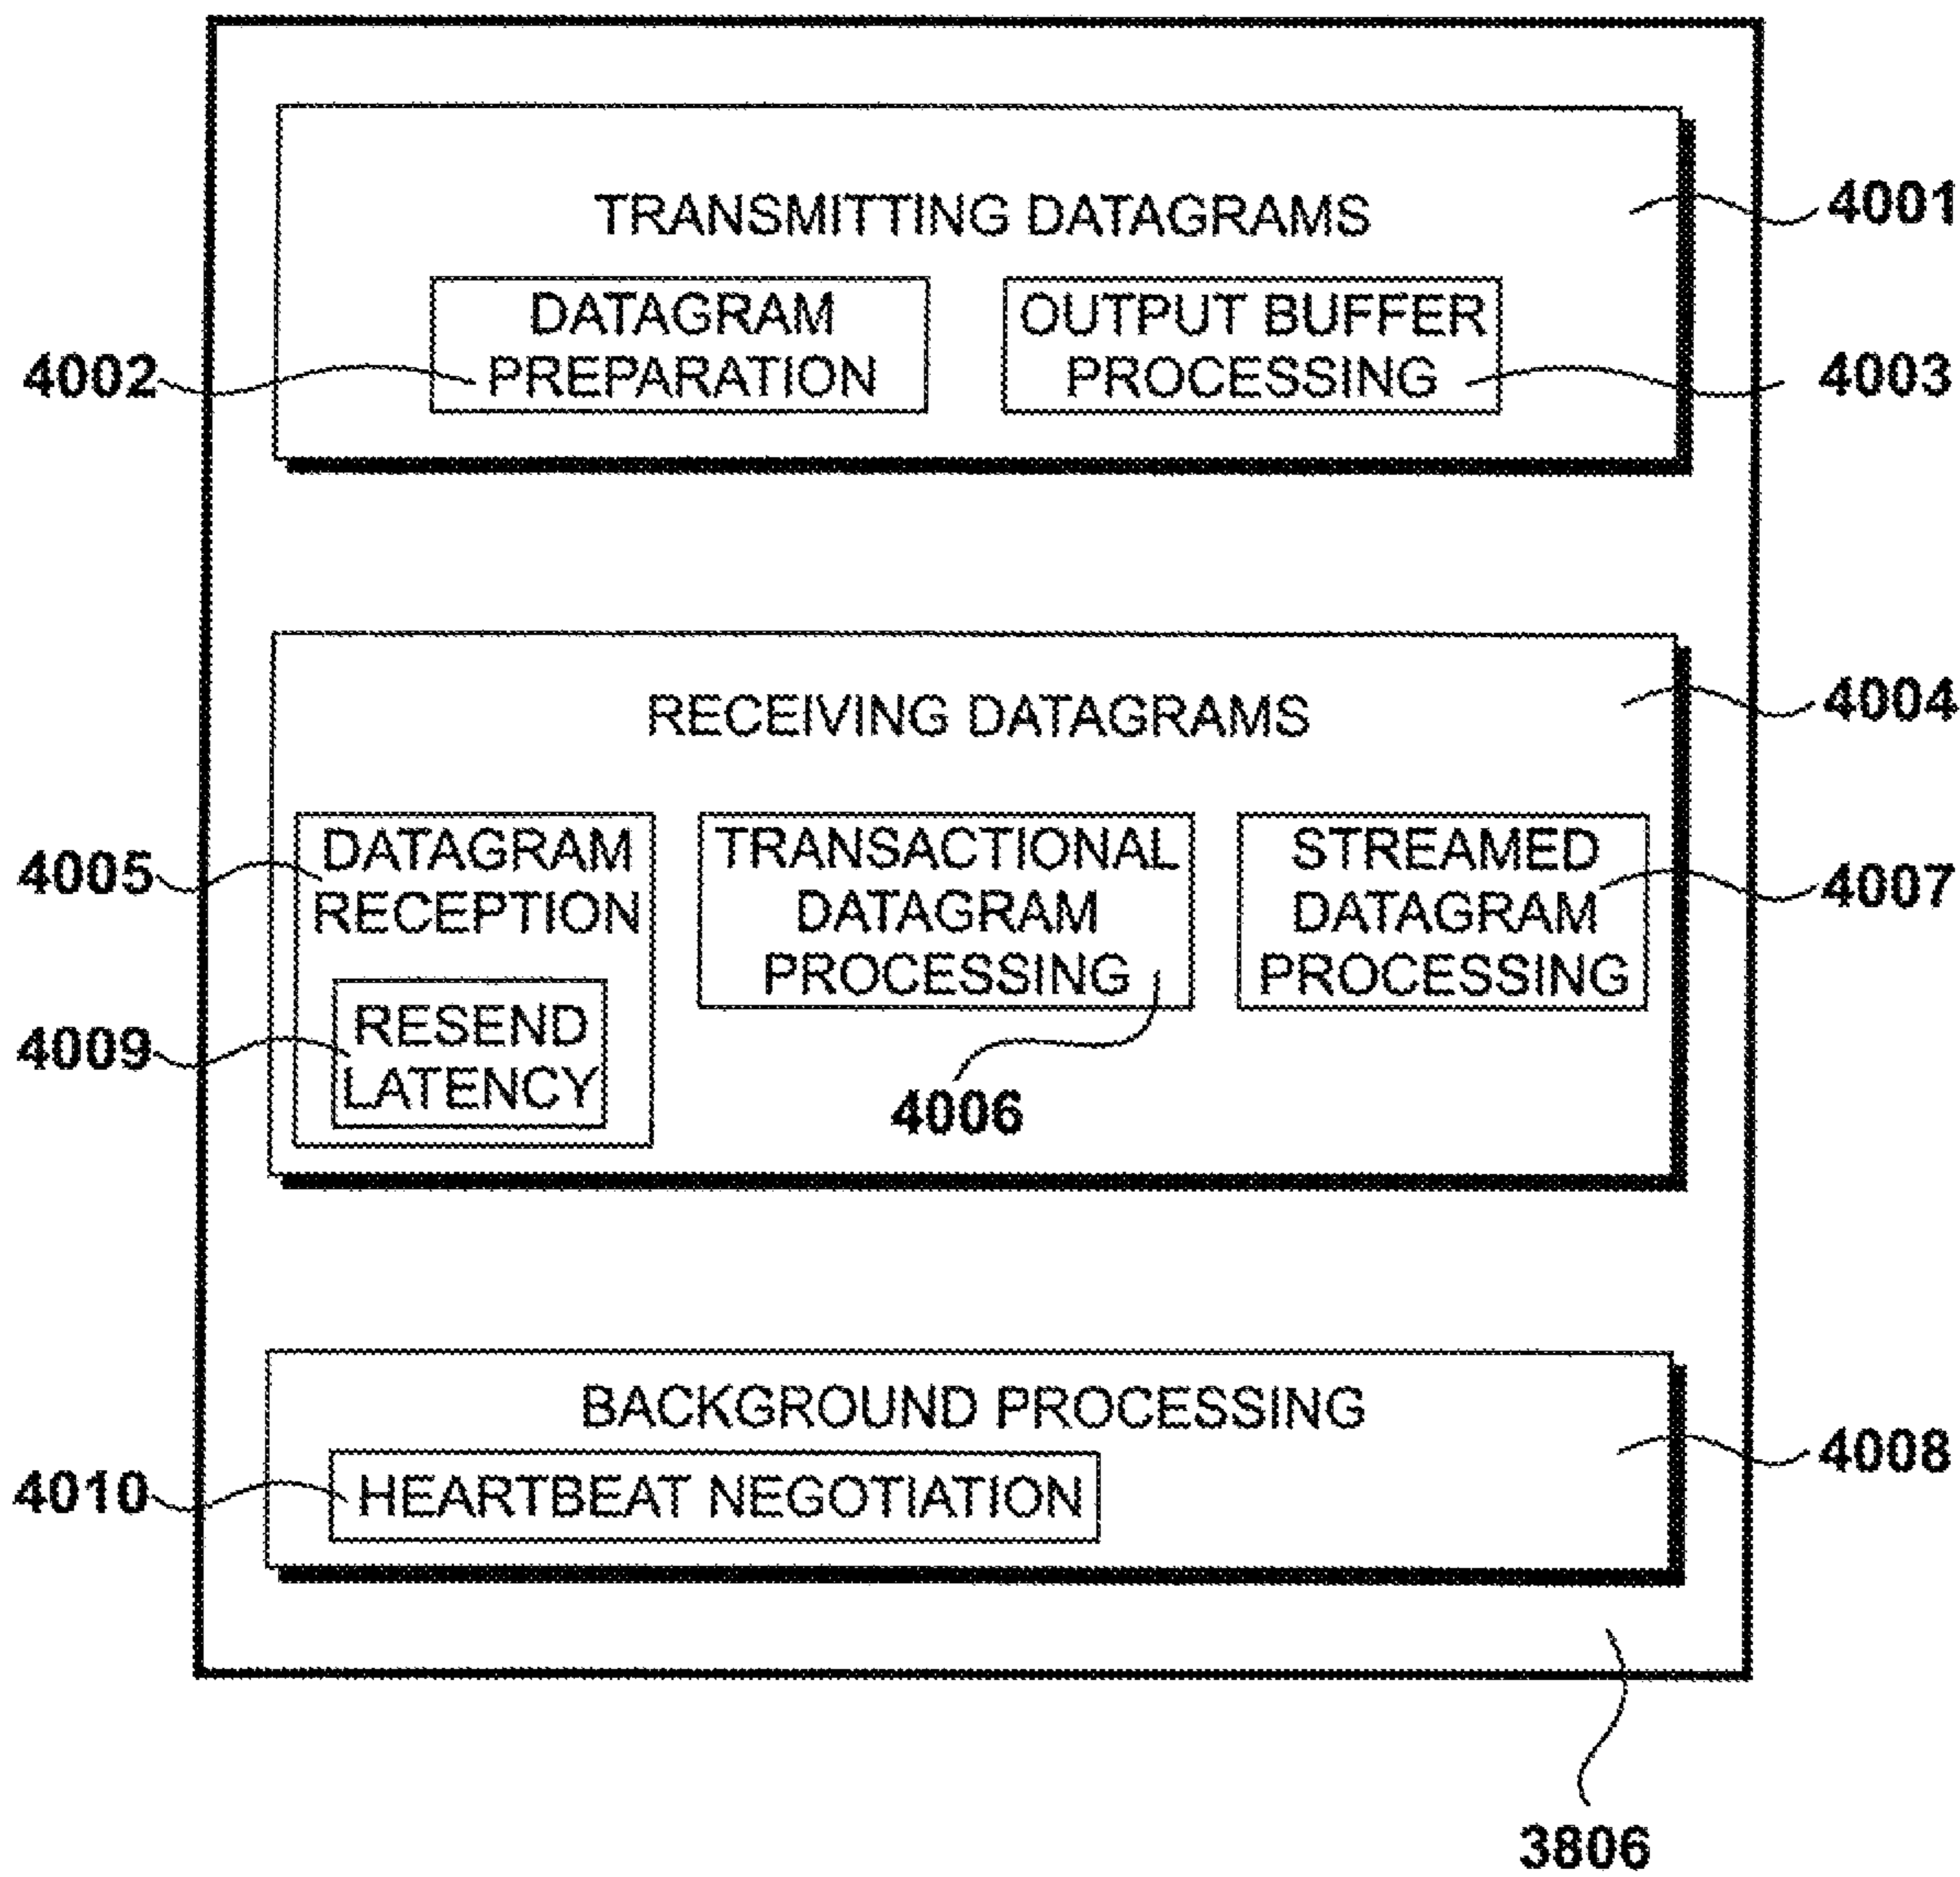 TRANSMITTING DATAGRAMS
4001
DATAGRAM
PREPARATION
4002
OUTPUT BUFFER
PROCESSING
4003
RECEIVING DATAGRAMS
4004
4005
DATAGRAM
RECEPTION
4009
RESEND
LATENCY
TRANSACTIONAL
DATAGRAM
PROCESSING
4006
STREAMED
DATAGRAM
PROCESSING
4007
BACKGROUND PROCESSING
4008
4010
HEARTBEAT NEGOTIATION
3806